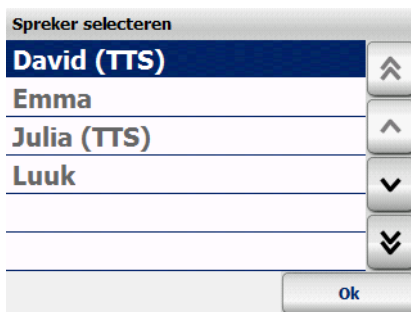 Spreker selecteren
David (TTS)
Emma
Julia (TTS)
Luuk
Ok